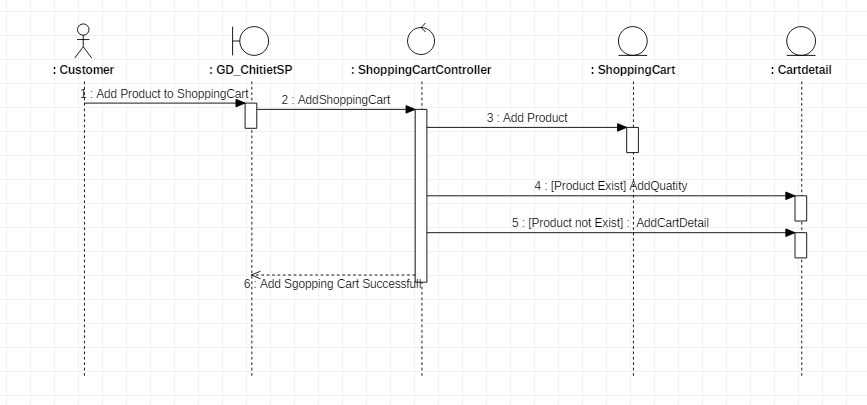 : Customer
: GD_ChitietSP
: ShoppingCartController
: ShoppingCart
: Cartdetail
1 : Add Product to ShoppingCart
2 : AddShoppingCart
3 : Add Product
4 : [Product Exist] AddQuatity
5 : [Product not Exist] : AddCartDetail
6 : Add Sgopping Cart Successfull